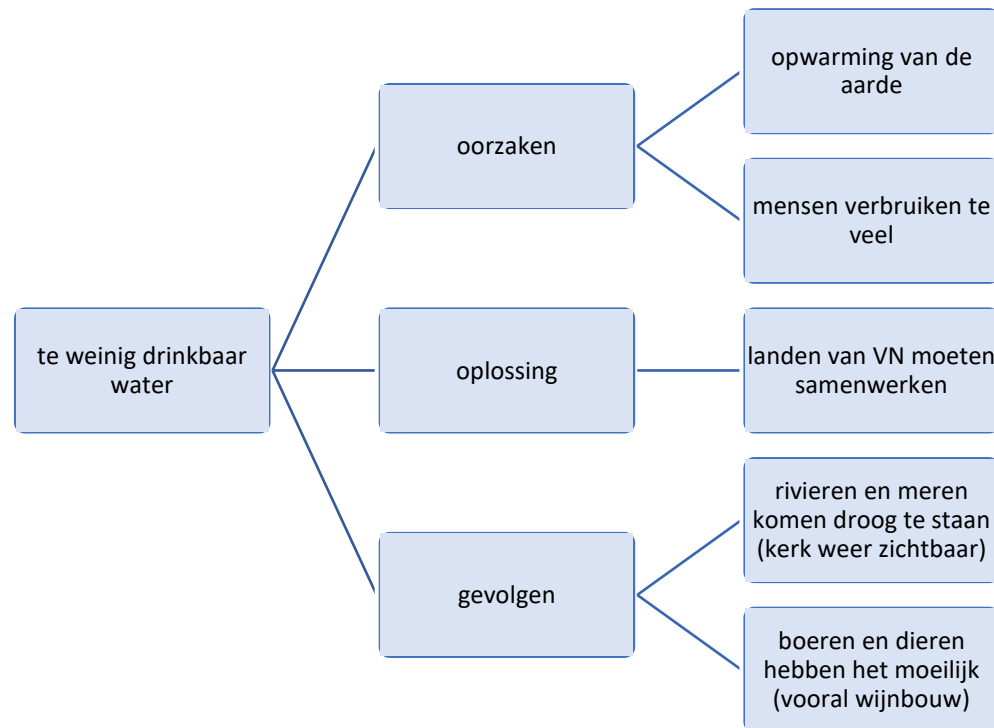 te weinig drinkbaar
water
oorzaken
opwarming van de
aarde
mensen verbruiken te
veel
oplossing
landen van VN moeten
samenwerken
gevolgen
rivieren en meren
komen droog te staan
(kerk weer zichtbaar)
boeren en dieren
hebben het moeilijk
(vooral wijnbouw)